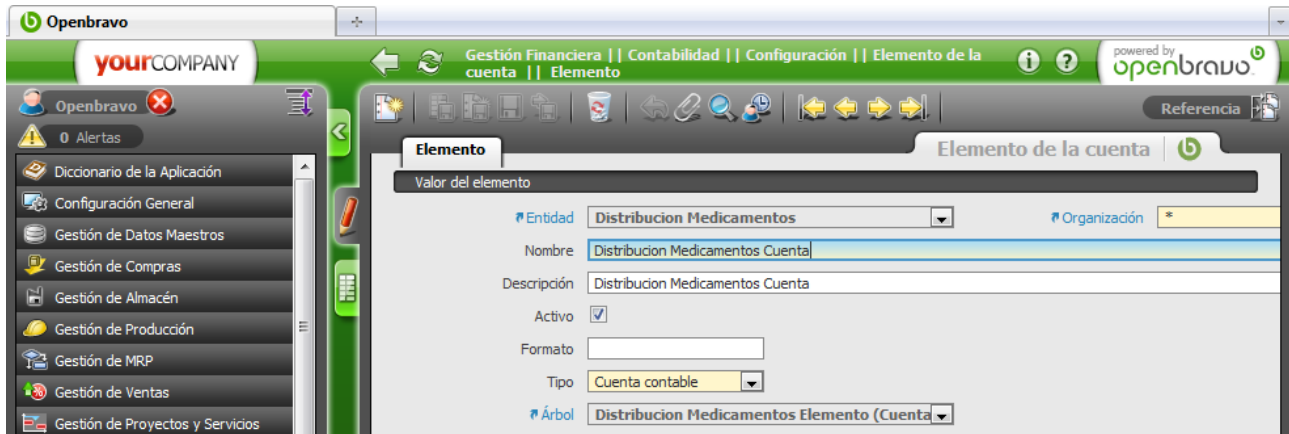 Openbravo
yourCOMPANY
Gestión Financiera || Contabilidad || Configuración || Elemento de la
cuenta || Elemento
powered by
openbravo
Openbravo
Referencia
0 Alertas
Elemento
Elemento de la cuenta
Diccionario de la Aplicación
Configuración General
Gestión de Datos Maestros
Gestión de Compras
Gestión de Almacén
Gestión de Producción
Gestión de MRP
Gestión de Ventas
Gestión de Proyectos y Servicios
Valor del elemento
Entidad Distribucion Medicamentos Organización *
Nombre Distribucion Medicamentos Cuenta
Descripción Distribucion Medicamentos Cuenta
Activo
Formato
Tipo Cuenta contable
Árbol Distribucion Medicamentos Elemento (Cuenta